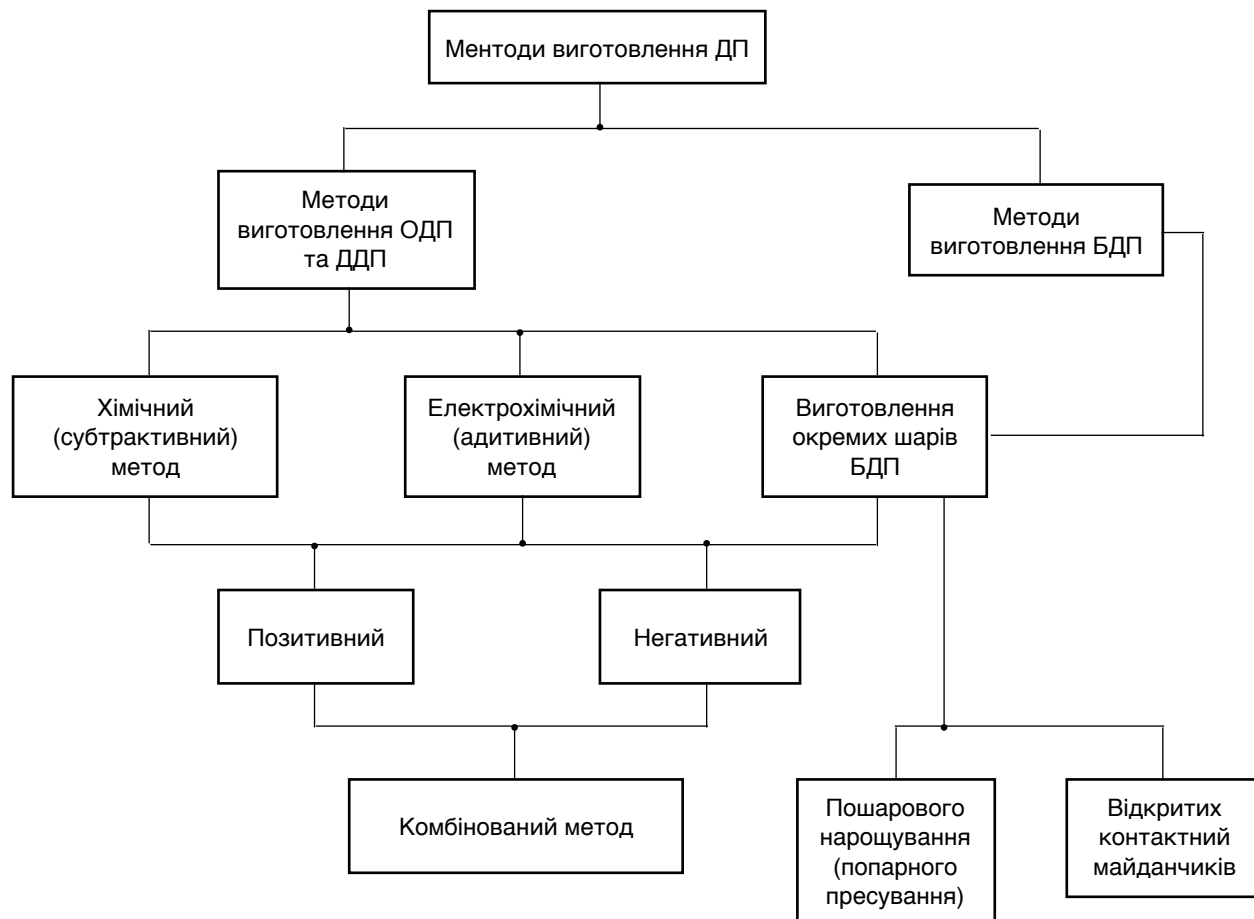 Ментоди виготовлення ДП
Методи
виготовлення ОДП
та ДДП
Методи
виготовлення БДП
Хімічний
(субтрактивний)
метод
Електрохімічний
(адитивний)
метод
Виготовлення
окремих шарів
БДП
Позитивний
Негативний
Комбінований метод
Пошарового
нарощування
(попарного
пресування)
Відкритих
контактний
майданчиків